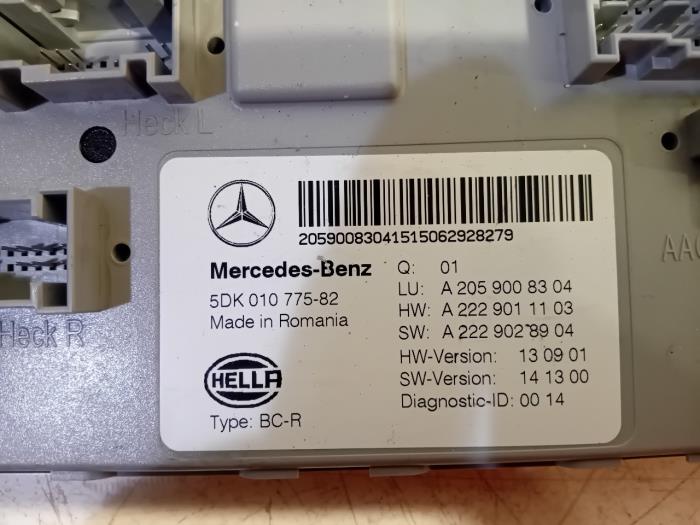 Heck L
20590083041515062928279
Mercedes-Benz
Q: 01
5DK 010 775-82
LU: A 205 900 83 04
Made in Romania
HW: A 222 901 11 03
SW: A 222 902 89 04
HELLA
HW-Version: 13 09 01
SW-Version: 14 13 00
Type: BC-R
Diagnostic-ID: 00 14
Heck R